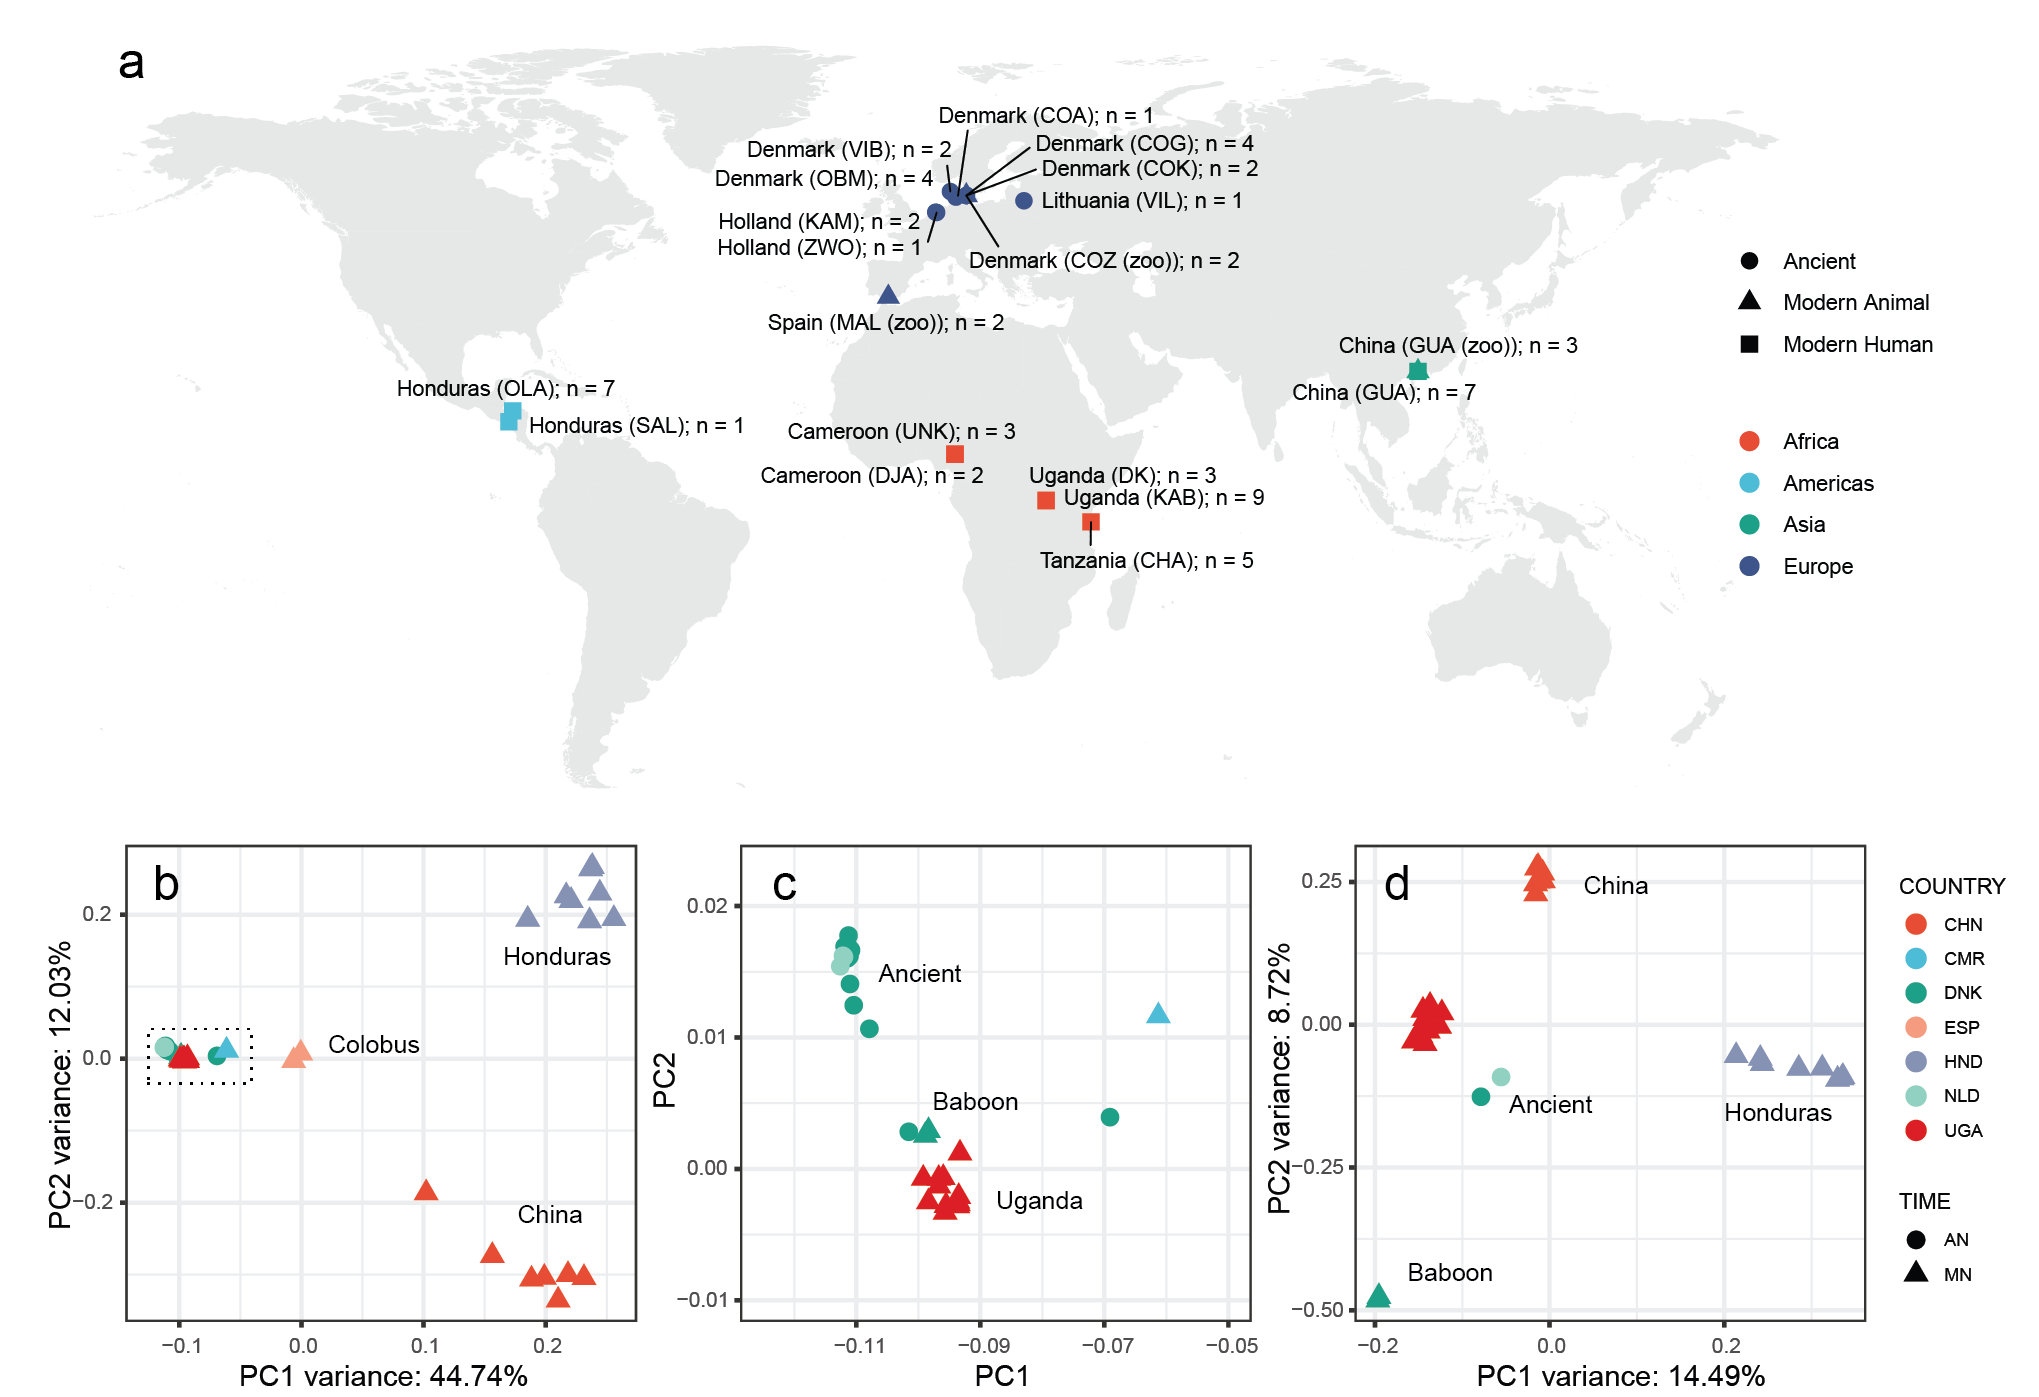 a
Denmark (COA); n = 1
Denmark (VIB); n = 2
Denmark (COG); n = 4
Denmark (OBM); n = 4
Denmark (COK); n = 2
Lithuania (VIL); n = 1
Holland (KAM); n = 2
Holland (ZWO); n = 1
Denmark (COZ (zoo)); n = 2
Spain (MAL (zoo)); n = 2
China (GUA (zoo)); n = 3
China (GUA); n = 7
Honduras (OLA); n = 7
Honduras (SAL); n = 1
Cameroon (UNK); n = 3
Cameroon (DJA); n = 2
Uganda (DK); n = 3
Uganda (KAB); n = 9
Tanzania (CHA); n = 5
Ancient
Modern Animal
Modern Human
Africa
Americas
Asia
Europe
b
Honduras
Colobus
China
0.2
0.0
−0.2
PC2 variance: 12.03%
−0.1
0.0
0.1
0.2
PC1 variance: 44.74%
c
Ancient
Baboon
Uganda
0.02
0.01
0.00
−0.01
PC2
−0.11
−0.09
−0.07
−0.05
PC1
d
China
Ancient
Honduras
Baboon
0.25
0.00
−0.25
−0.50
PC2 variance: 8.72%
−0.2
0.0
0.2
PC1 variance: 14.49%
COUNTRY
CHN
CMR
DNK
ESP
HND
NLD
UGA
TIME
AN
MN